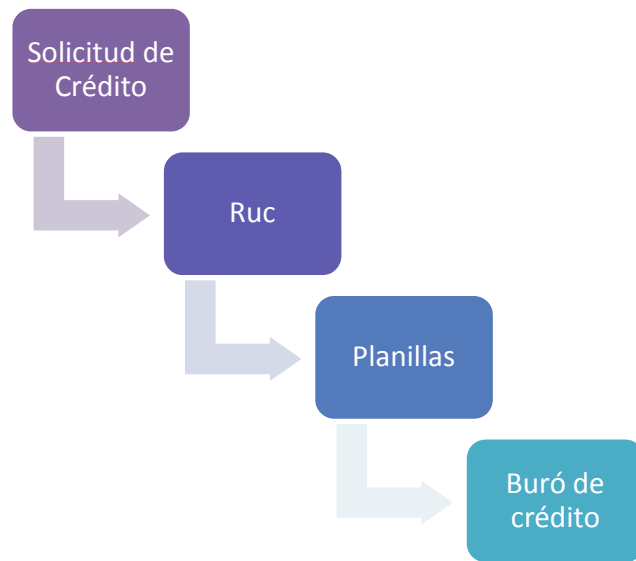 Solicitud de
Crédito
Ruc
Planillas
Buró de
crédito